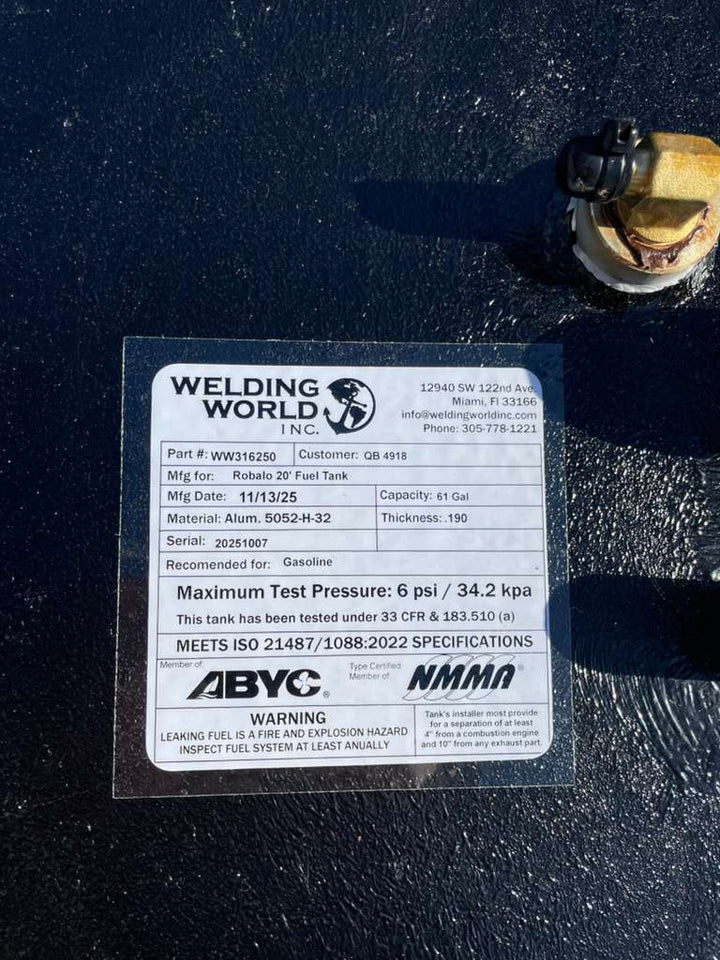 WELDING
WORLD
INC.
12940 SW 122nd Ave.
Miami, Fl 33166
info@weldingworldinc.com
Phone: 305-778-1221
Part #: WW316250 Customer: QB 4918
Mfg for: Robalo 20' Fuel Tank
Mfg Date: 11/13/25 Capacity: 61 Gal
Material: Alum. 5052-H-32 Thickness: .190
Serial: 20251007
Recomended for: Gasoline
Maximum Test Pressure: 6 psi / 34.2 kpa
This tank has been tested under 33 CFR & 183.510 (a)
MEETS ISO 21487/1088:2022 SPECIFICATIONS
Member of:
ABYC®
Type Certified
Member of
NMMA®
WARNING
LEAKING FUEL IS A FIRE AND EXPLOSION HAZARD
INSPECT FUEL SYSTEM AT LEAST ANUALLY
Tank's installer most provide
for a separation of at least
4" from a combustion engine
and 10" from any exhaust part.